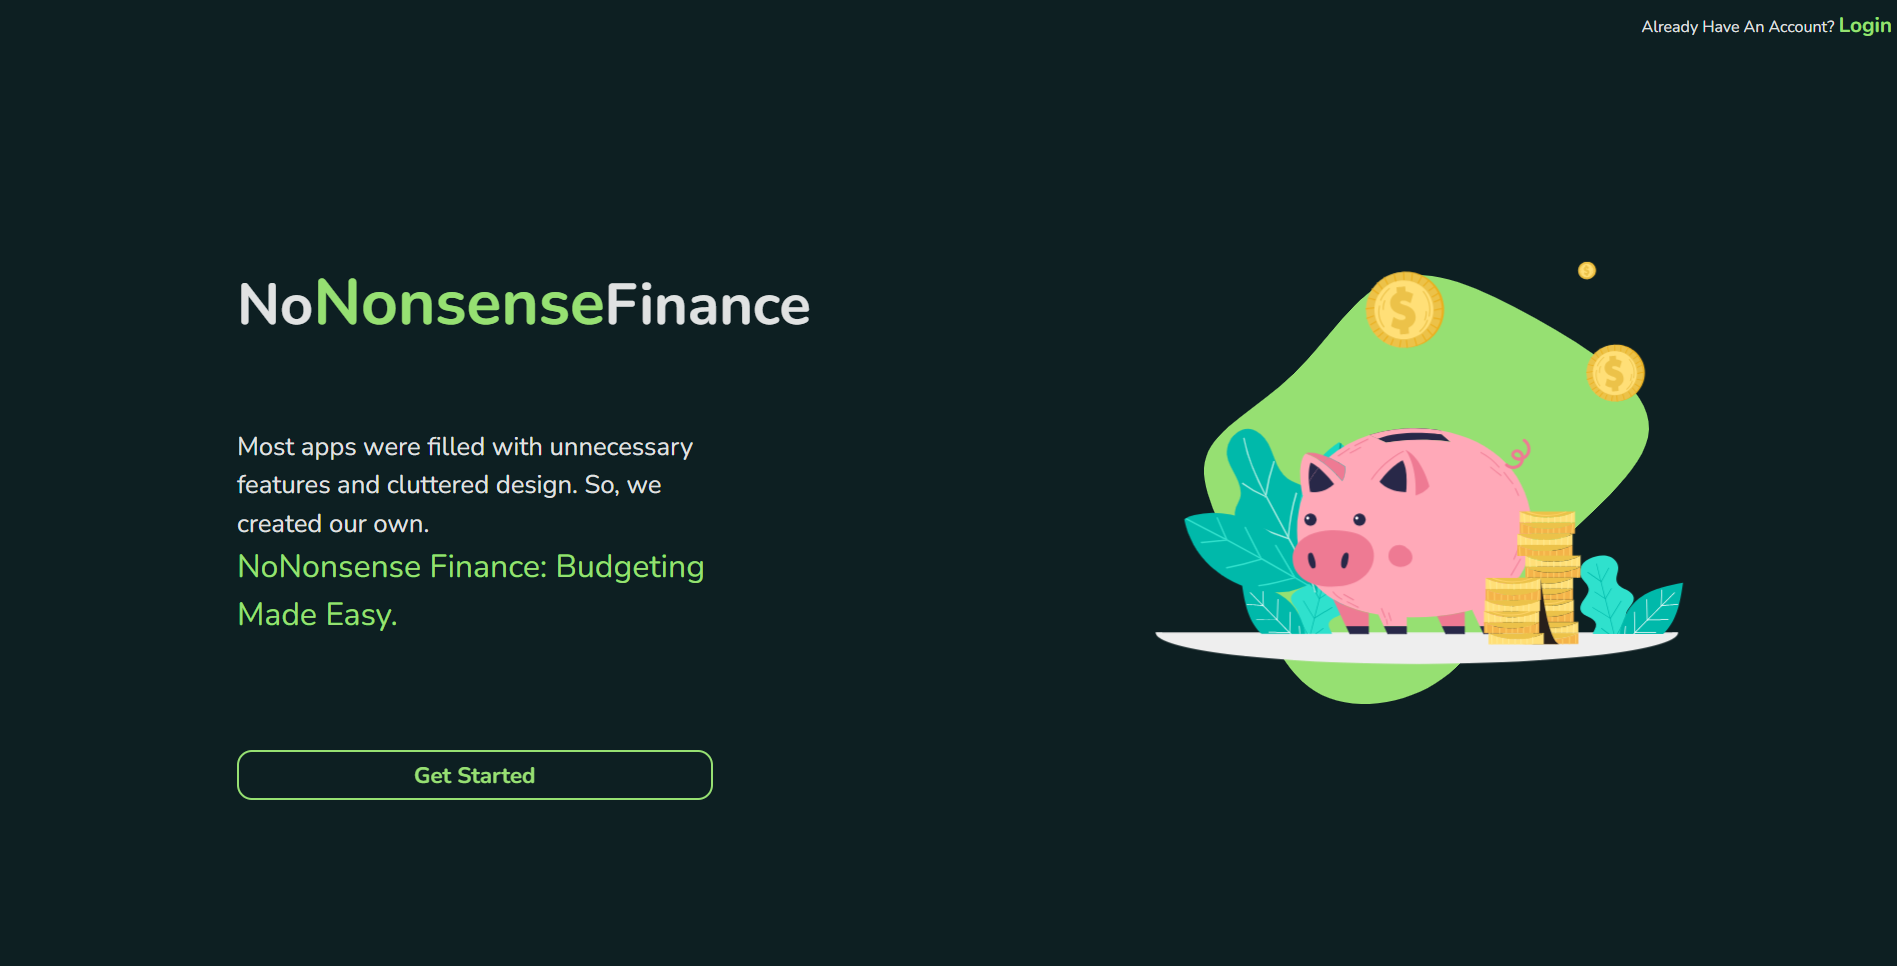 Already Have An Account? Login
NoNonsenseFinance
Most apps were filled with unnecessary
features and cluttered design. So, we
created our own.
NoNonsense Finance: Budgeting
Made Easy.
Get Started
$
$
$